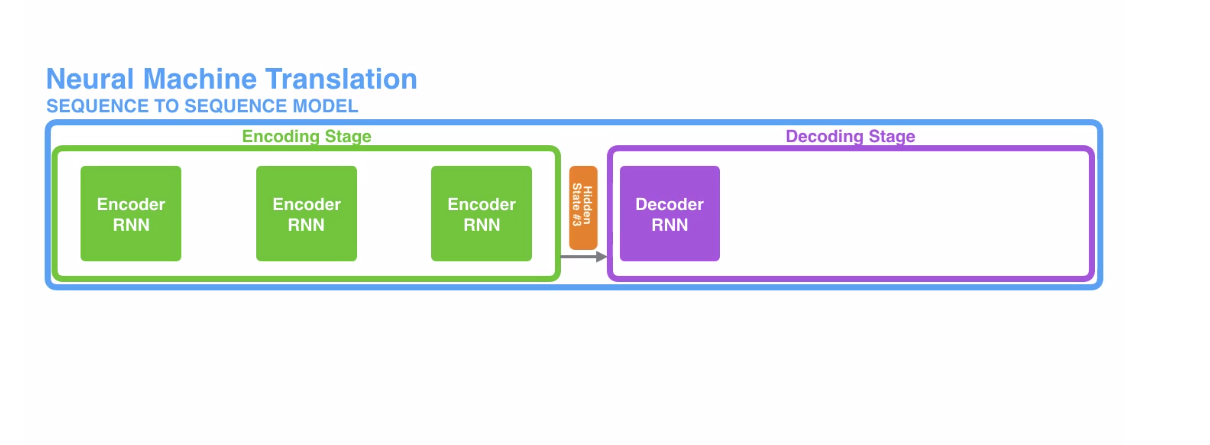 Neural Machine Translation
SEQUENCE TO SEQUENCE MODEL
Encoding Stage
Decoding Stage
Encoder
RNN
Encoder
RNN
Encoder
RNN
Hidden
State #3
Decoder
RNN